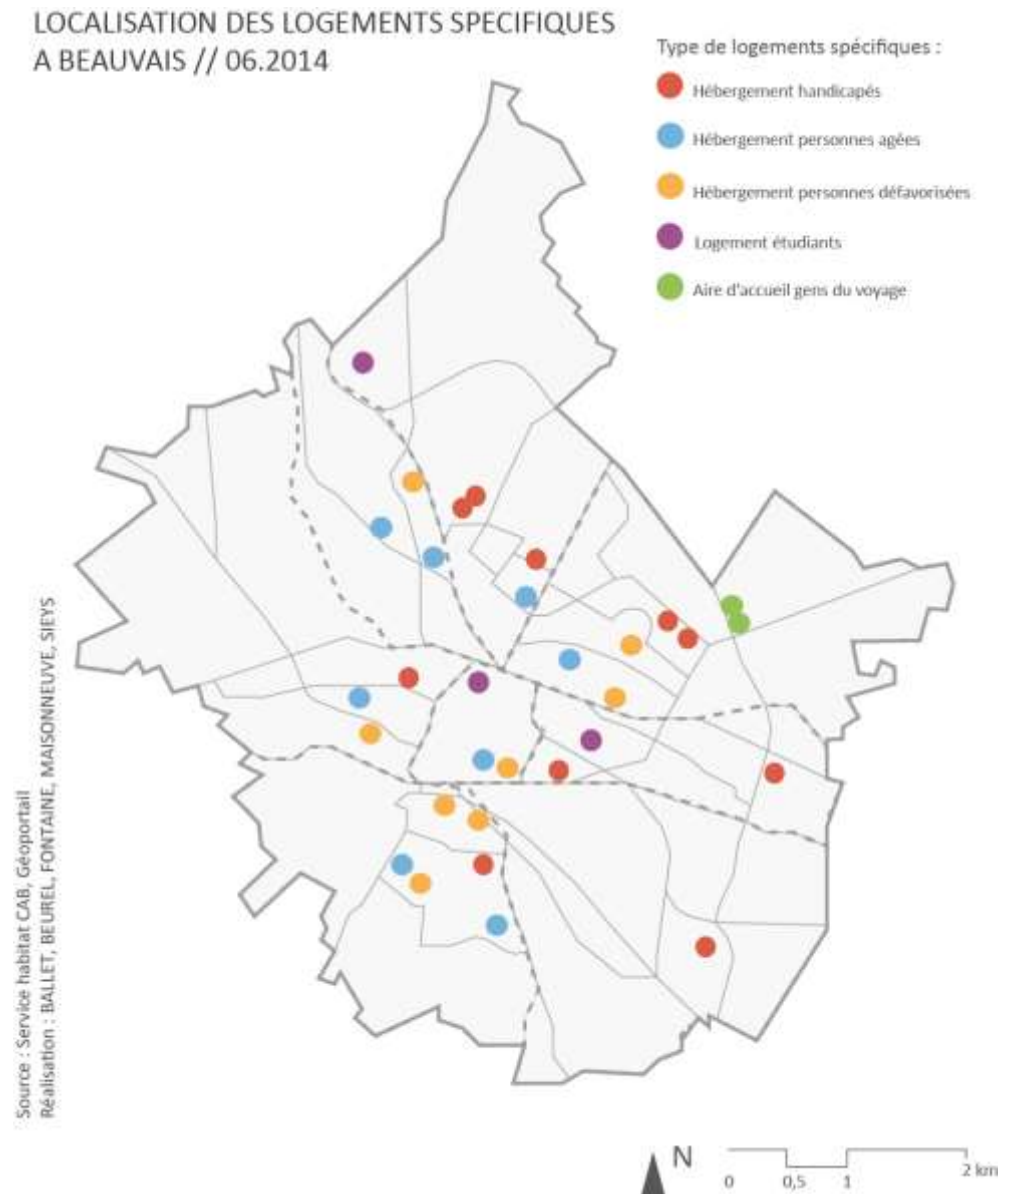 LOCALISATION DES LOGEMENTS SPECIFIQUES
A BEAUVAIS // 06.2014
Type de logements spécifiques :
Hébergement handicapés
Hébergement personnes agées
Hébergement personnes défavorisées
Logement étudiants
Aire d'accueil gens du voyage
Source : Service habitat CAB, Géoportail
Réalisation : BALLET, BEUREL, FONTAINE, MAISONNEUVE, SIEYS
N
0 0,5 1 2 km